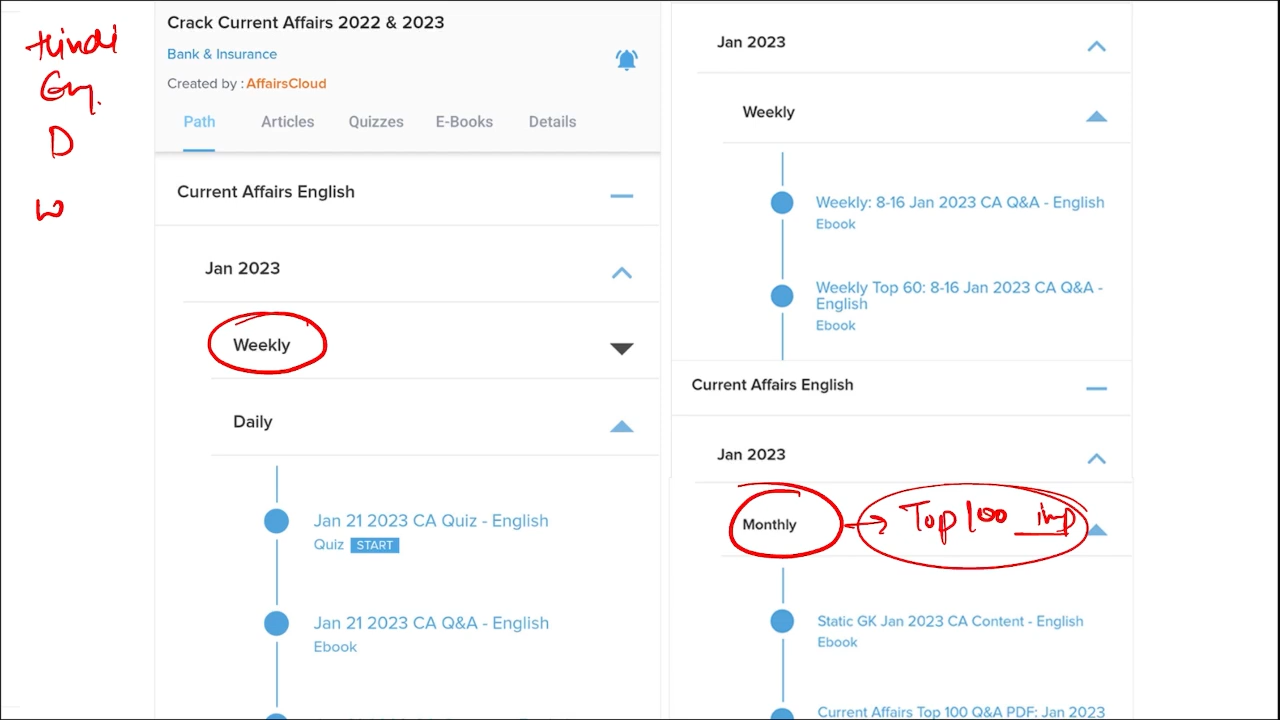 Hindi
Eng.
D
W
Crack Current Affairs 2022 & 2023
Bank & Insurance
Created by : AffairsCloud
Path Articles Quizzes E-Books Details
Current Affairs English
Jan 2023
Weekly
Daily
Jan 21 2023 CA Quiz - English
Quiz START
Jan 21 2023 CA Q&A - English
Ebook
Jan 2023
Weekly
Weekly: 8-16 Jan 2023 CA Q&A - English
Ebook
Weekly Top 60: 8-16 Jan 2023 CA Q&A -
English
Ebook
Current Affairs English
Jan 2023
Monthly → Top 100 imp
Static GK Jan 2023 CA Content - English
Ebook
Current Affairs Top 100 Q&A PDF: Jan 2023